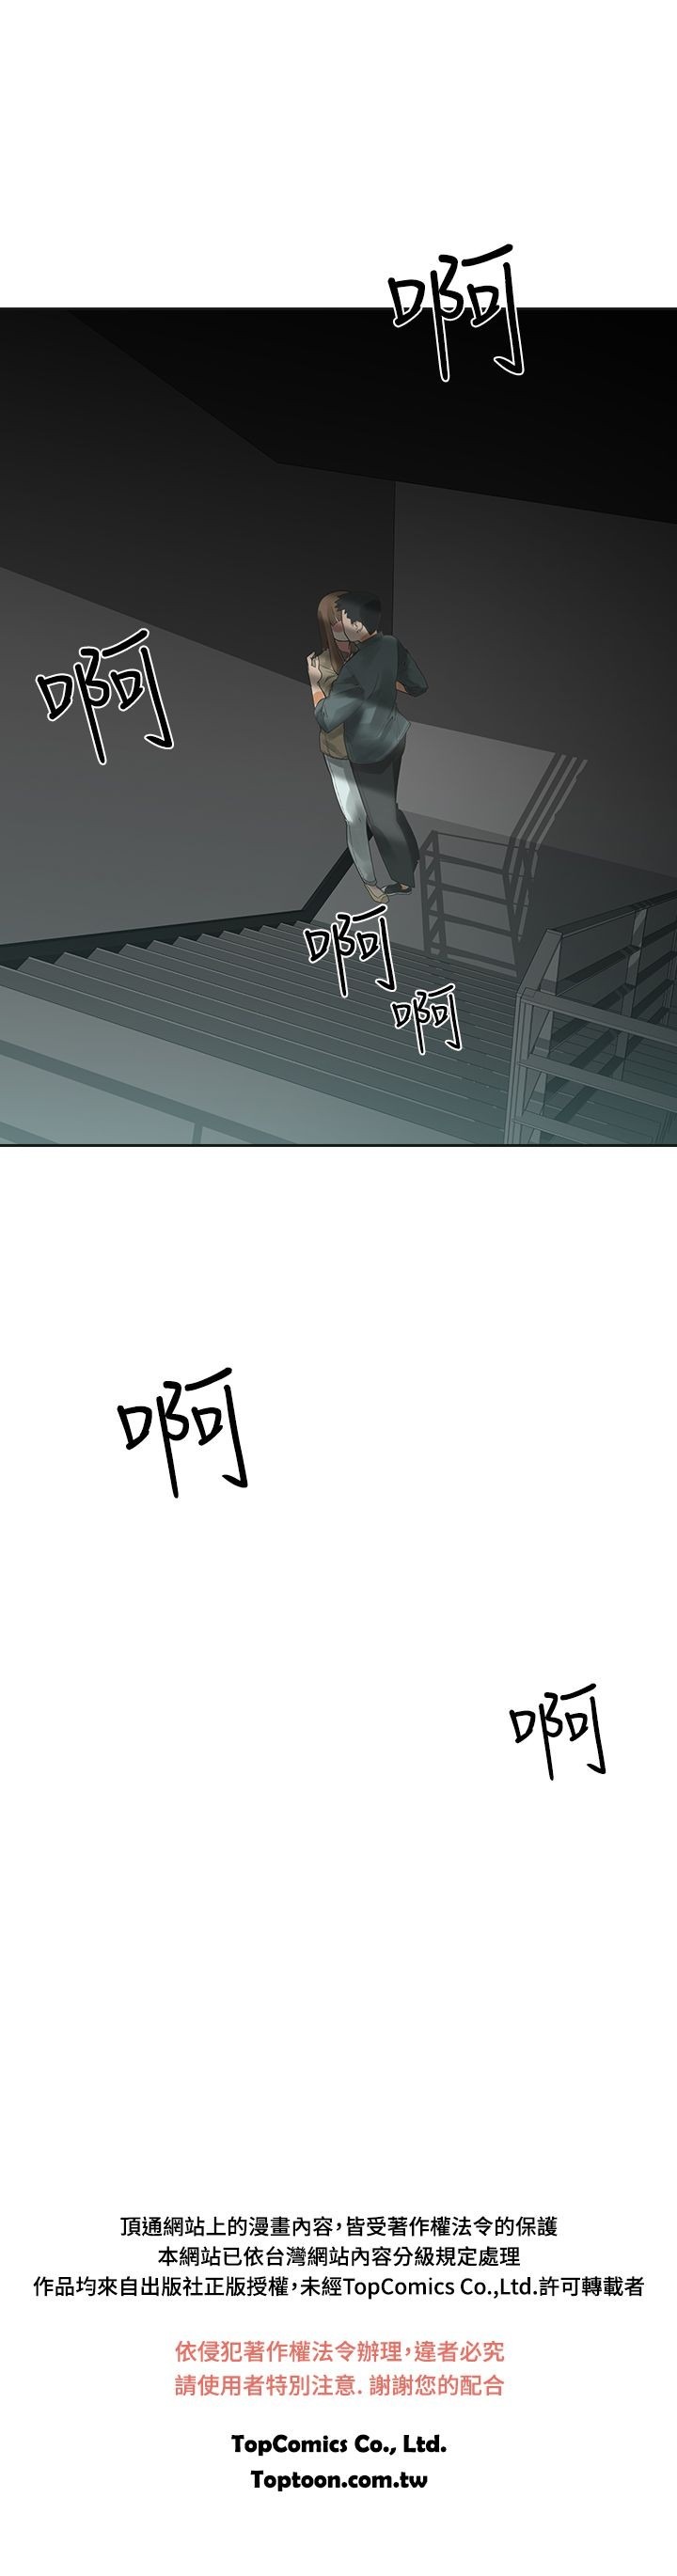 啊
啊
啊
啊
啊
啊
頂通網站上的漫畫內容，皆受著作權法令的保護
本網站已依台灣網站內容分級規定處理
作品均來自出版社正版授權，未經TopComics Co.,Ltd.許可轉載者
依侵犯著作權法令辦理，違者必究
請使用者特別注意. 謝謝您的配合
TopComics Co., Ltd.
Toptoon.com.tw